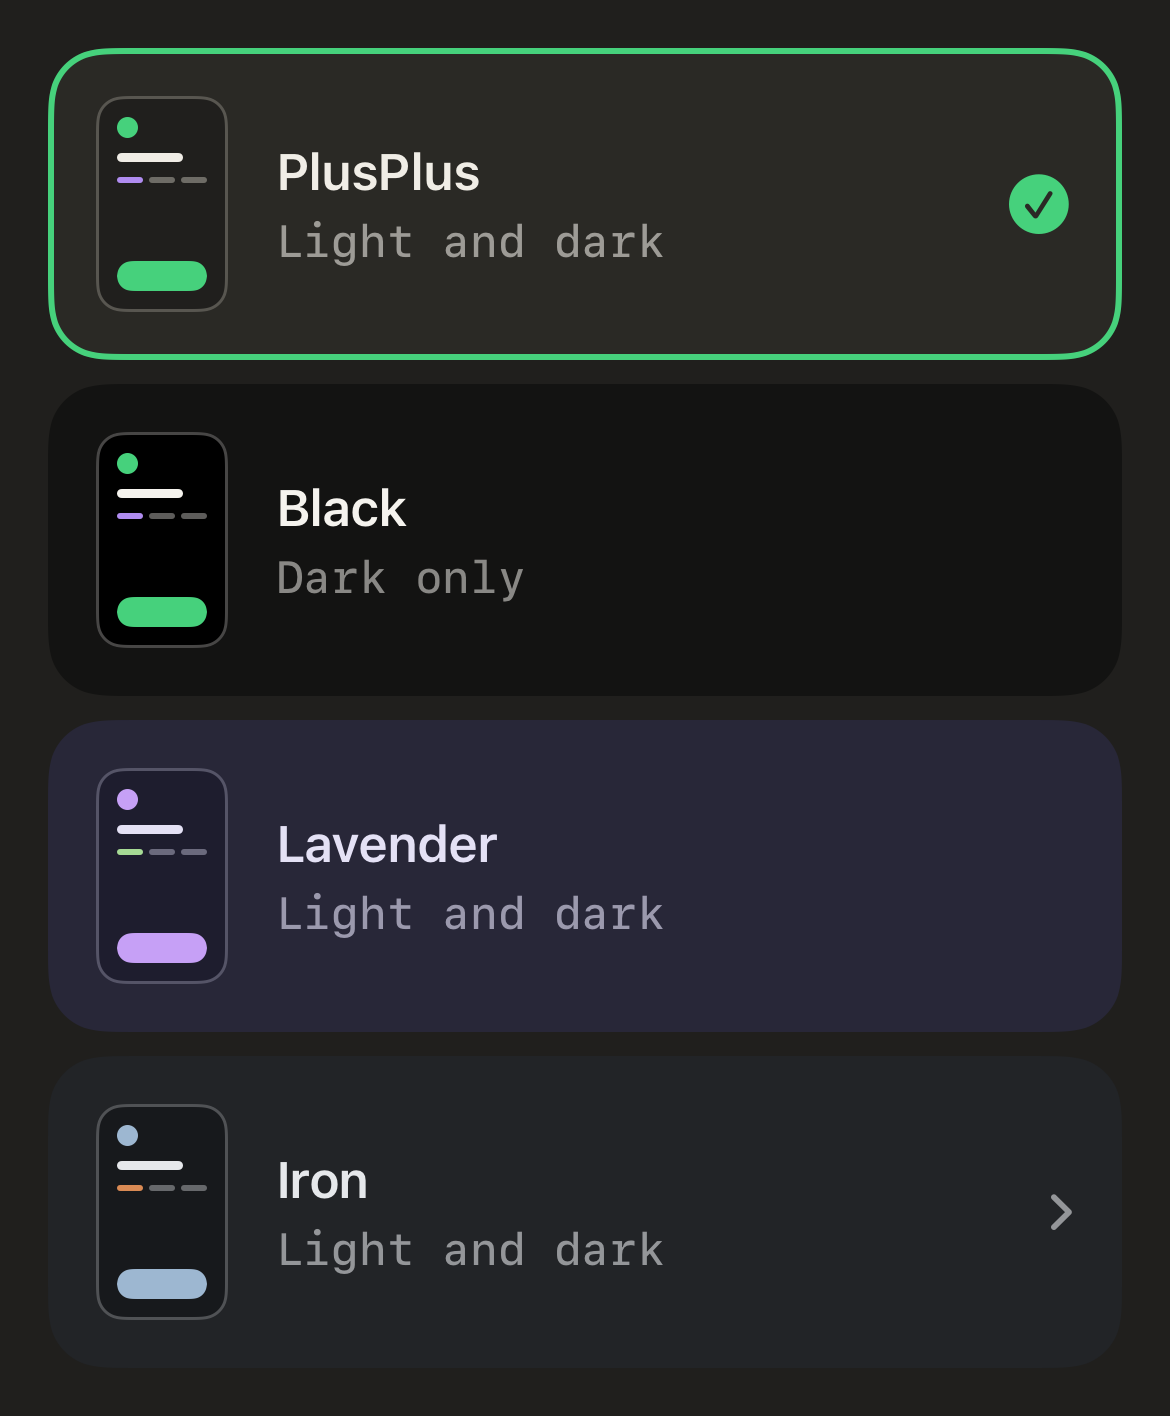 PlusPlus
Light and dark
Black
Dark only
Lavender
Light and dark
Iron
Light and dark